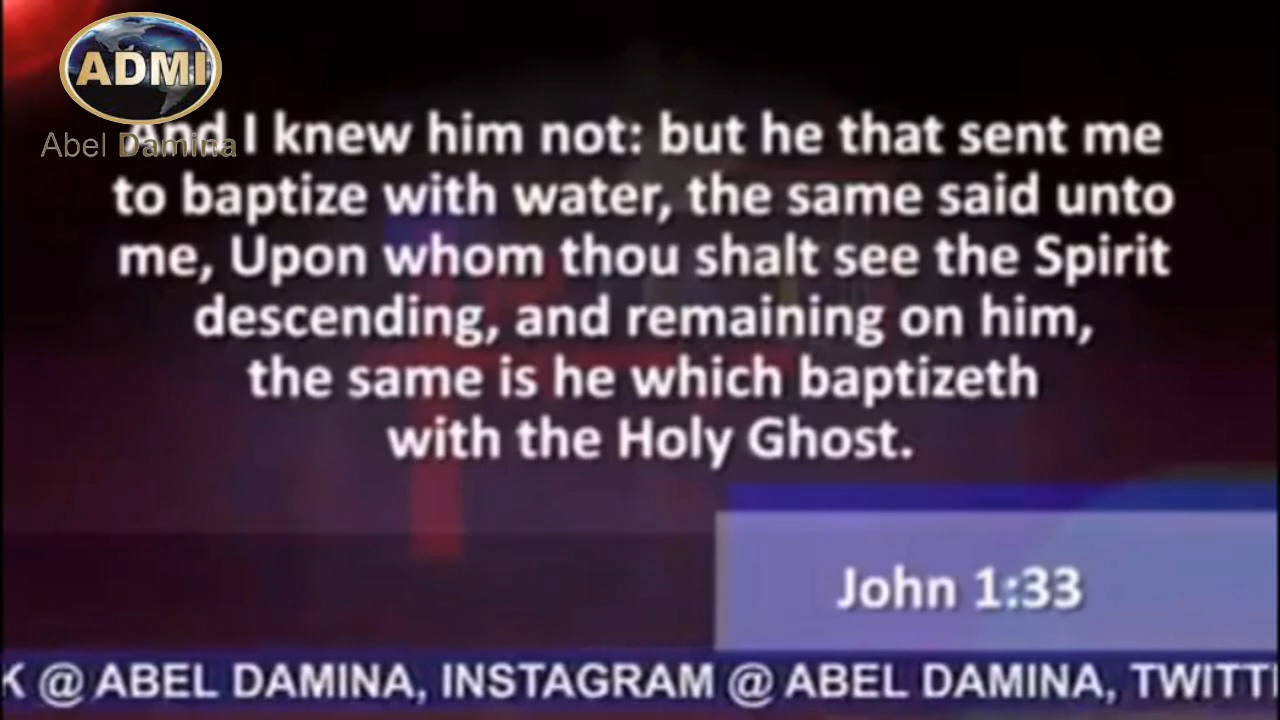 ADMI
Abel Damina
And I knew him not: but he that sent me
to baptize with water, the same said unto
me, Upon whom thou shalt see the Spirit
descending, and remaining on him,
the same is he which baptizeth
with the Holy Ghost.
John 1:33
K @ ABEL DAMINA, INSTAGRAM @ ABEL DAMINA, TWITT